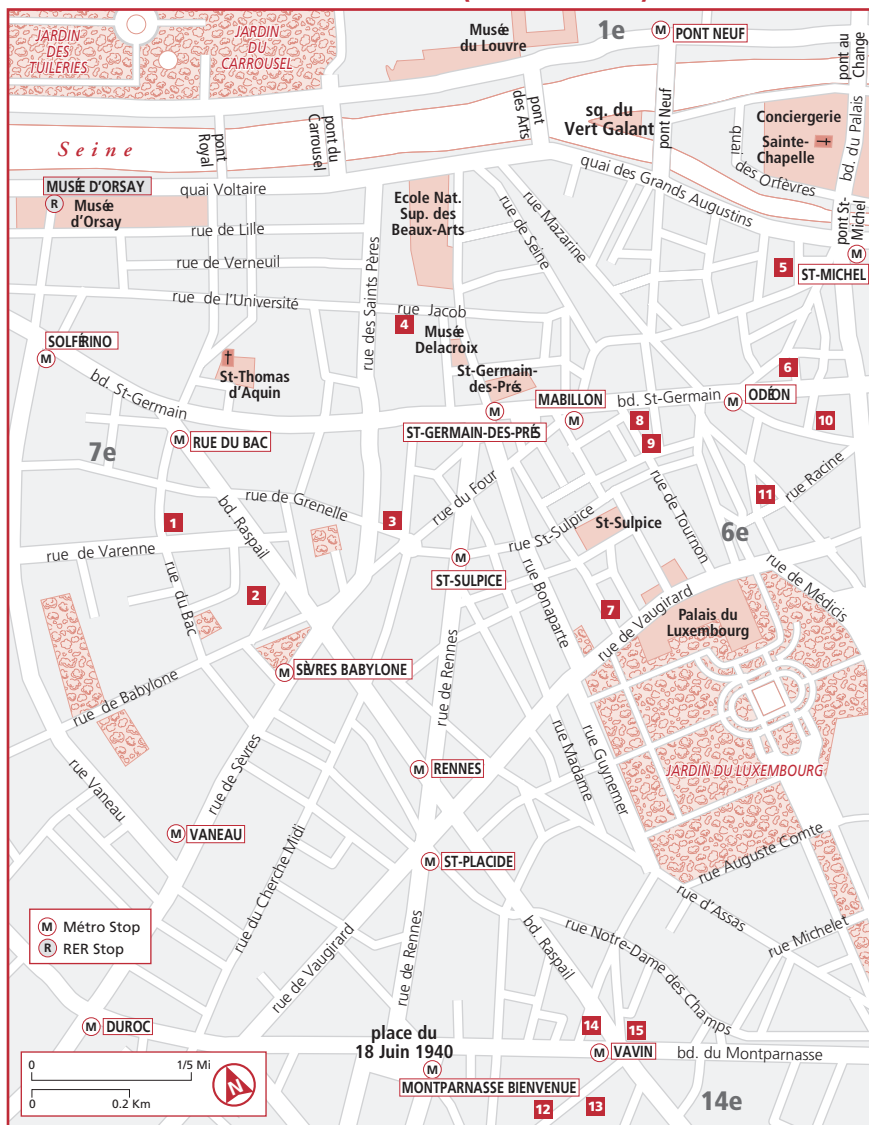 JARDIN
DES
TUILERIES
JARDIN
DU
CARROUSEL
Musée
du Louvre
1e
M PONT NEUF
pont au
Change
pont
Royal
pont du
Carrousel
pont
des Arts
sq. du
Vert Galant
pont Neuf
quai
des Orfèvres
Conciergerie
Sainte-
Chapelle
bd. du Palais
Seine
MUSÉE D'ORSAY
R
Musée
d'Orsay
quai Voltaire
quai des Grands Augustins
pont St-
Michel
Ecole Nat.
Sup. des
Beaux-Arts
rue de Seine
rue Mazarine
rue de Lille
rue de Verneuil
rue de l'Université
rue des Saints Pères
rue Jacob
5
M
ST-MICHEL
4
Musée
Delacroix
SOLFÉRINO
M
St-Thomas
d'Aquin
St-Germain-
des-Prés
bd. St-Germain
MABILLON
M
bd. St-Germain
6
M ODÉON
M
ST-GERMAIN-DES-PRÉS
8
9
10
7e
M RUE DU BAC
rue de Grenelle
bd. Raspail
rue du Four
rue de Tournon
11
rue Racine
1
3
rue St-Sulpice
St-Sulpice
6e
rue de Varenne
rue du Bac
M
ST-SULPICE
2
rue Bonaparte
7
rue de Vaugirard
Palais du
Luxembourg
rue de Médicis
M SÈVRES BABYLONE
rue de Babylone
rue de Rennes
rue de Sèvres
rue Vaneau
M RENNES
rue Madame
rue Guynemer
JARDIN DU LUXEMBOURG
M VANEAU
rue du Cherche Midi
M ST-PLACIDE
rue Auguste Comte
rue d'Assas
rue Michelet
M Métro Stop
R RER Stop
rue de Vaugirard
rue de Rennes
bd. Raspail
rue Notre-Dame des Champs
M DUROC
place du
18 Juin 1940
14
15
M VAVIN
bd. du Montparnasse
M
MONTPARNASSE BIENVENUE
12
13
14e
0
1/5 Mi
0
0.2 Km
N